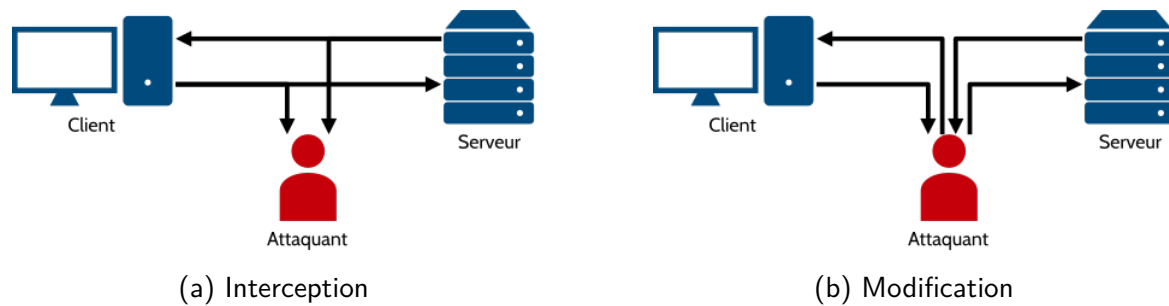 Client
Serveur
Attaquant
(a) Interception
Client
Serveur
Attaquant
(b) Modification